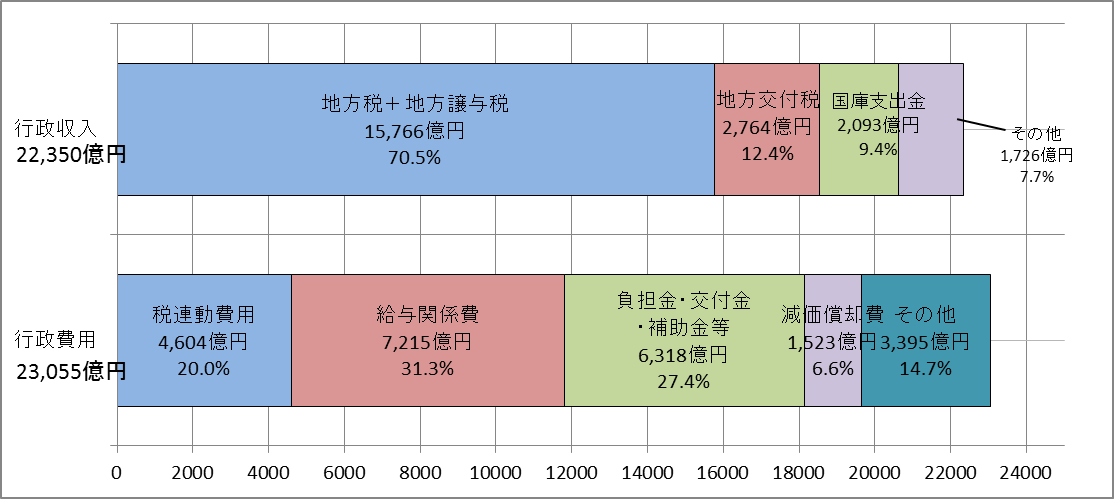 行政収入
22,350億円
地方税＋地方譲与税
15,766億円
70.5%
地方交付税
2,764億円
12.4%
国庫支出金
2,093億円
9.4%
その他
1,726億円
7.7%
行政費用
23,055億円
税連動費用
4,604億円
20.0%
給与関係費
7,215億円
31.3%
負担金・交付金
・補助金等
6,318億円
27.4%
減価償却費
1,523億円
6.6%
その他
3,395億円
14.7%
0 2000 4000 6000 8000 10000 12000 14000 16000 18000 20000 22000 24000